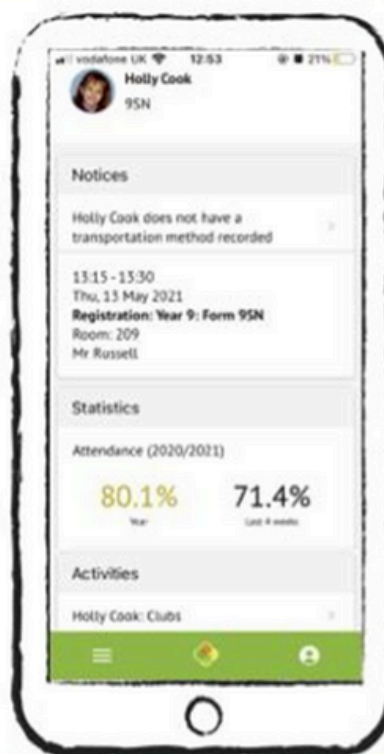 vodafone UK 12:53 21%
Holly Cook
9SN
Notices
Holly Cook does not have a
transportation method recorded
13:15 - 13:30
Thu, 13 May 2021
Registration: Year 9: Form 9SN
Room: 209
Mr Russell
Statistics
Attendance (2020/2021)
80.1% 71.4%
Year Last 4 weeks
Activities
Holly Cook: Clubs